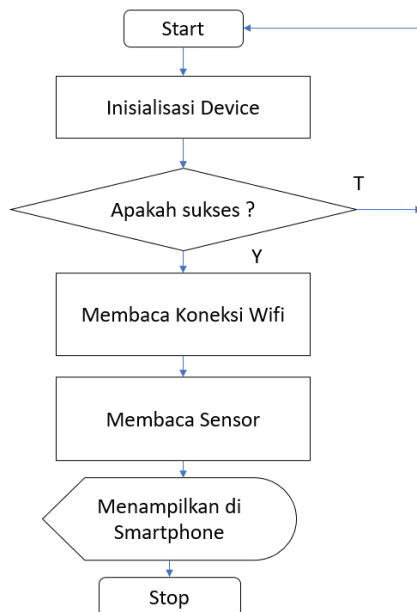 Start
Inisialisasi Device
Apakah sukses ?
T
Y
Membaca Koneksi Wifi
Membaca Sensor
Menampilkan di
Smartphone
Stop